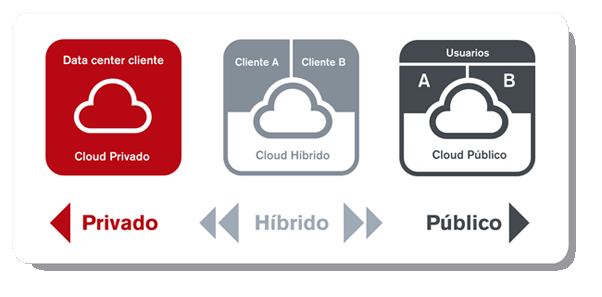 Data center cliente
Cloud Privado
Cliente A
Cliente B
Cloud Híbrido
Usuarios
A
B
Cloud Público
Privado
Híbrido
Público